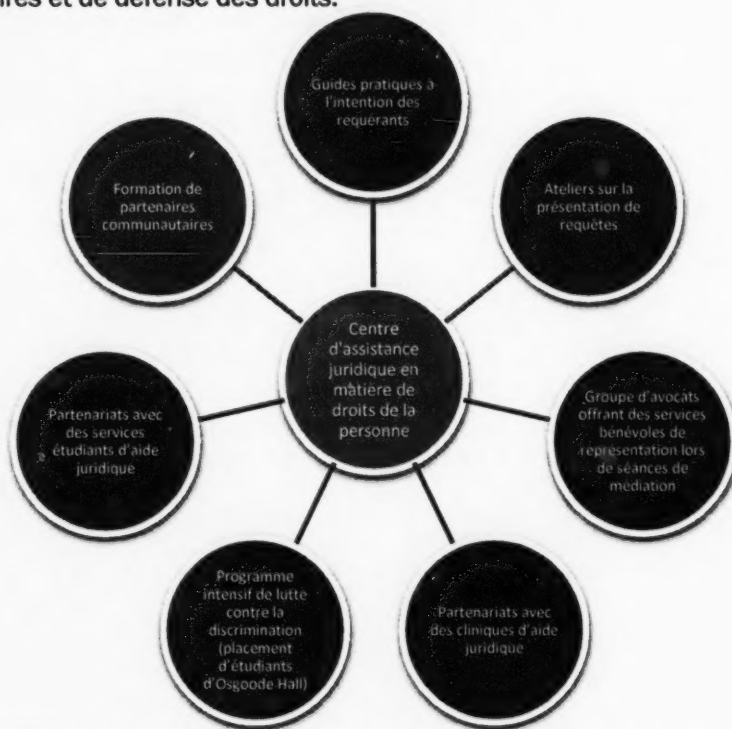 et de défense des droits.
Guides pratiques à
l'intention des
requérants
Ateliers sur la
présentation de
requêtes
Groupe d'avocats
offrant des services
bénévoles de
représentation lors
de séances de
médiation
Partenariats avec
des cliniques d'aide
juridique
Programme
intensif de lutte
contre la
discrimination
(placement
d'étudiants
d'Osgoode Hall)
Partenariats avec
des services
étudiants d'aide
juridique
Formation de
partenaires
communautaires
Centre
d'assistance
juridique en
matière de
droits de la
personne